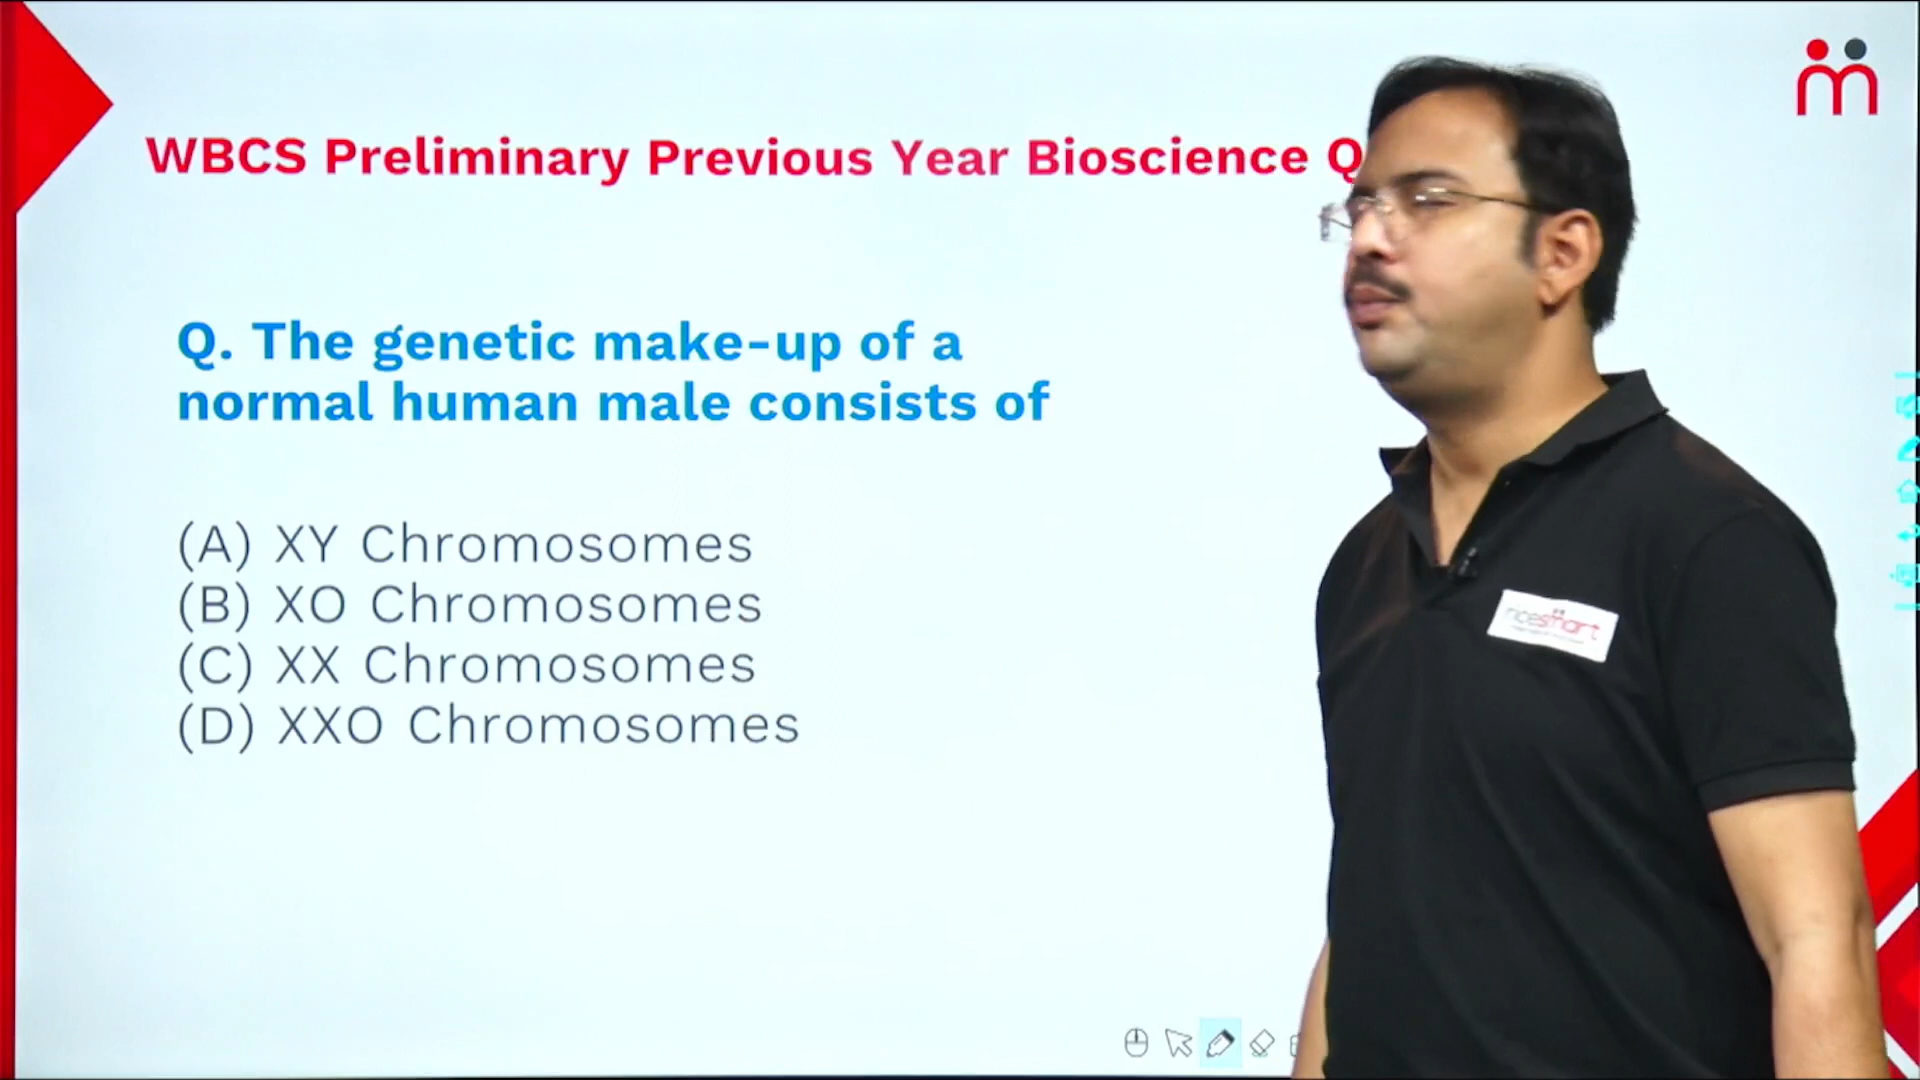 WBCS Preliminary Previous Year Bioscience Q
Q. The genetic make-up of a
normal human male consists of
(A) XY Chromosomes
(B) XO Chromosomes
(C) XX Chromosomes
(D) XXO Chromosomes
ricesmart